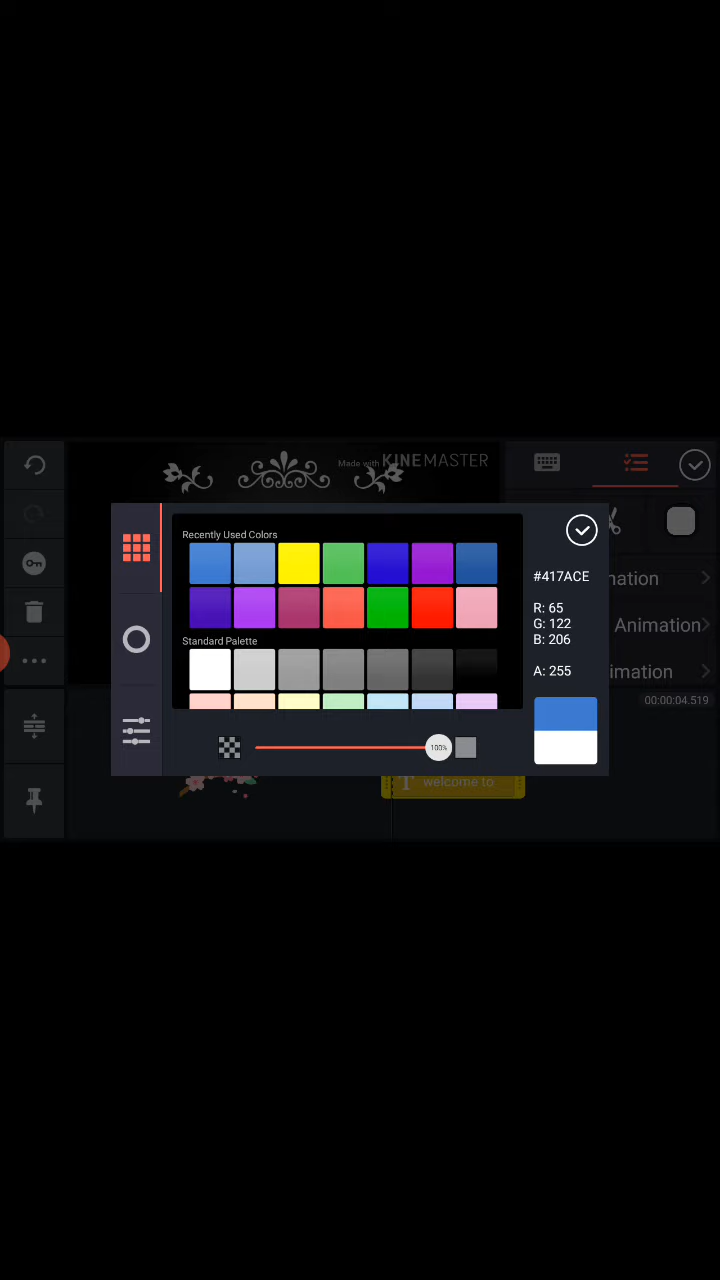 Made with KINEMASTER
Recently Used Colors
#417ACE
R: 65
G: 122
B: 206
A: 255
Standard Palette
100%
mation
Animation
imation
00:00:04.519
T welcome to